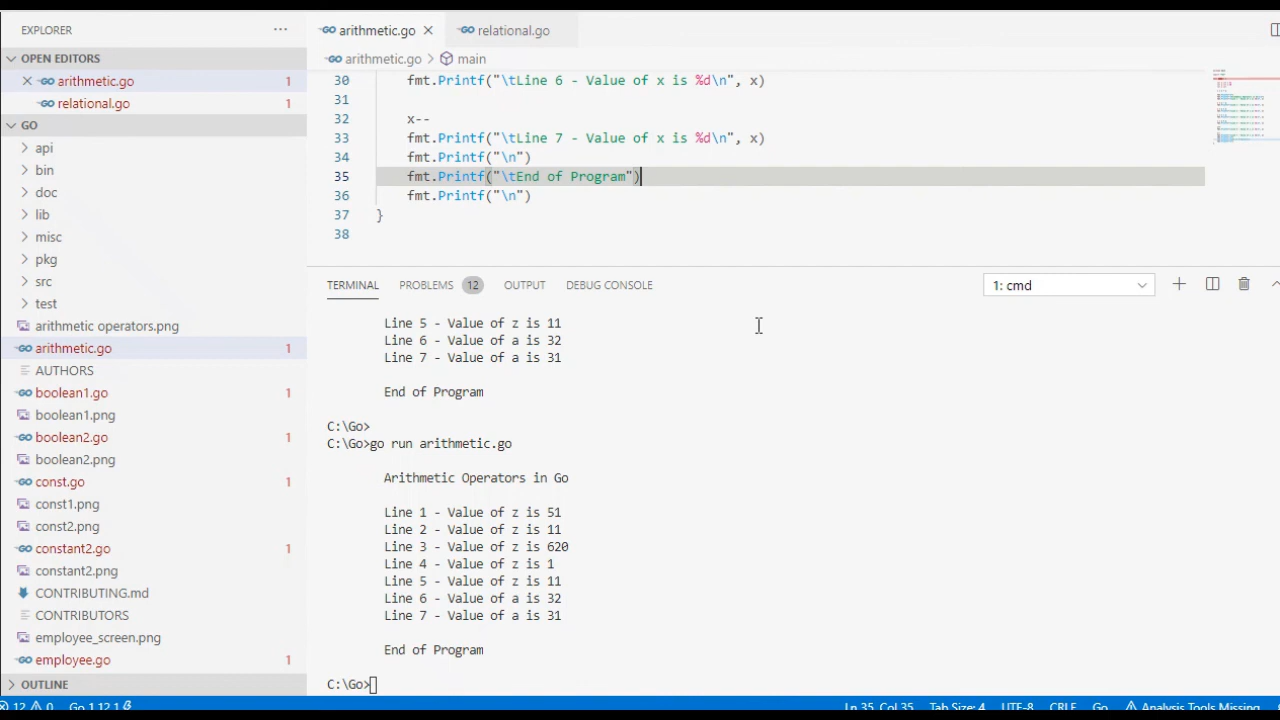 EXPLORER
OPEN EDITORS
arithmetic.go 1
relational.go 1
GO
api
bin
doc
lib
misc
pkg
src
test
arithmetic operators.png
arithmetic.go 1
AUTHORS
boolean1.go 1
boolean1.png
boolean2.go 1
boolean2.png
const.go 1
const1.png
const2.png
constant2.go 1
constant2.png
CONTRIBUTING.md
CONTRIBUTORS
employee_screen.png
employee.go 1
OUTLINE
arithmetic.go relational.go
arithmetic.go main
30 fmt.Printf("\tLine 6 - Value of x is %d\n", x)
31
32 x--
33 fmt.Printf("\tLine 7 - Value of x is %d\n", x)
34 fmt.Printf("\n")
35 fmt.Printf("\tEnd of Program")
36 fmt.Printf("\n")
37 }
38
TERMINAL PROBLEMS 12 OUTPUT DEBUG CONSOLE 1: cmd
Line 5 - Value of z is 11
Line 6 - Value of a is 32
Line 7 - Value of a is 31
End of Program
C:\Go>
C:\Go>go run arithmetic.go
Arithmetic Operators in Go
Line 1 - Value of z is 51
Line 2 - Value of z is 11
Line 3 - Value of z is 620
Line 4 - Value of z is 1
Line 5 - Value of z is 11
Line 6 - Value of a is 32
Line 7 - Value of a is 31
End of Program
C:\Go>
12 0 Go 1.12.1 Ln 35, Col 35 Tab Size: 4 UTF-8 CRLF Go Analysis Tools Missing